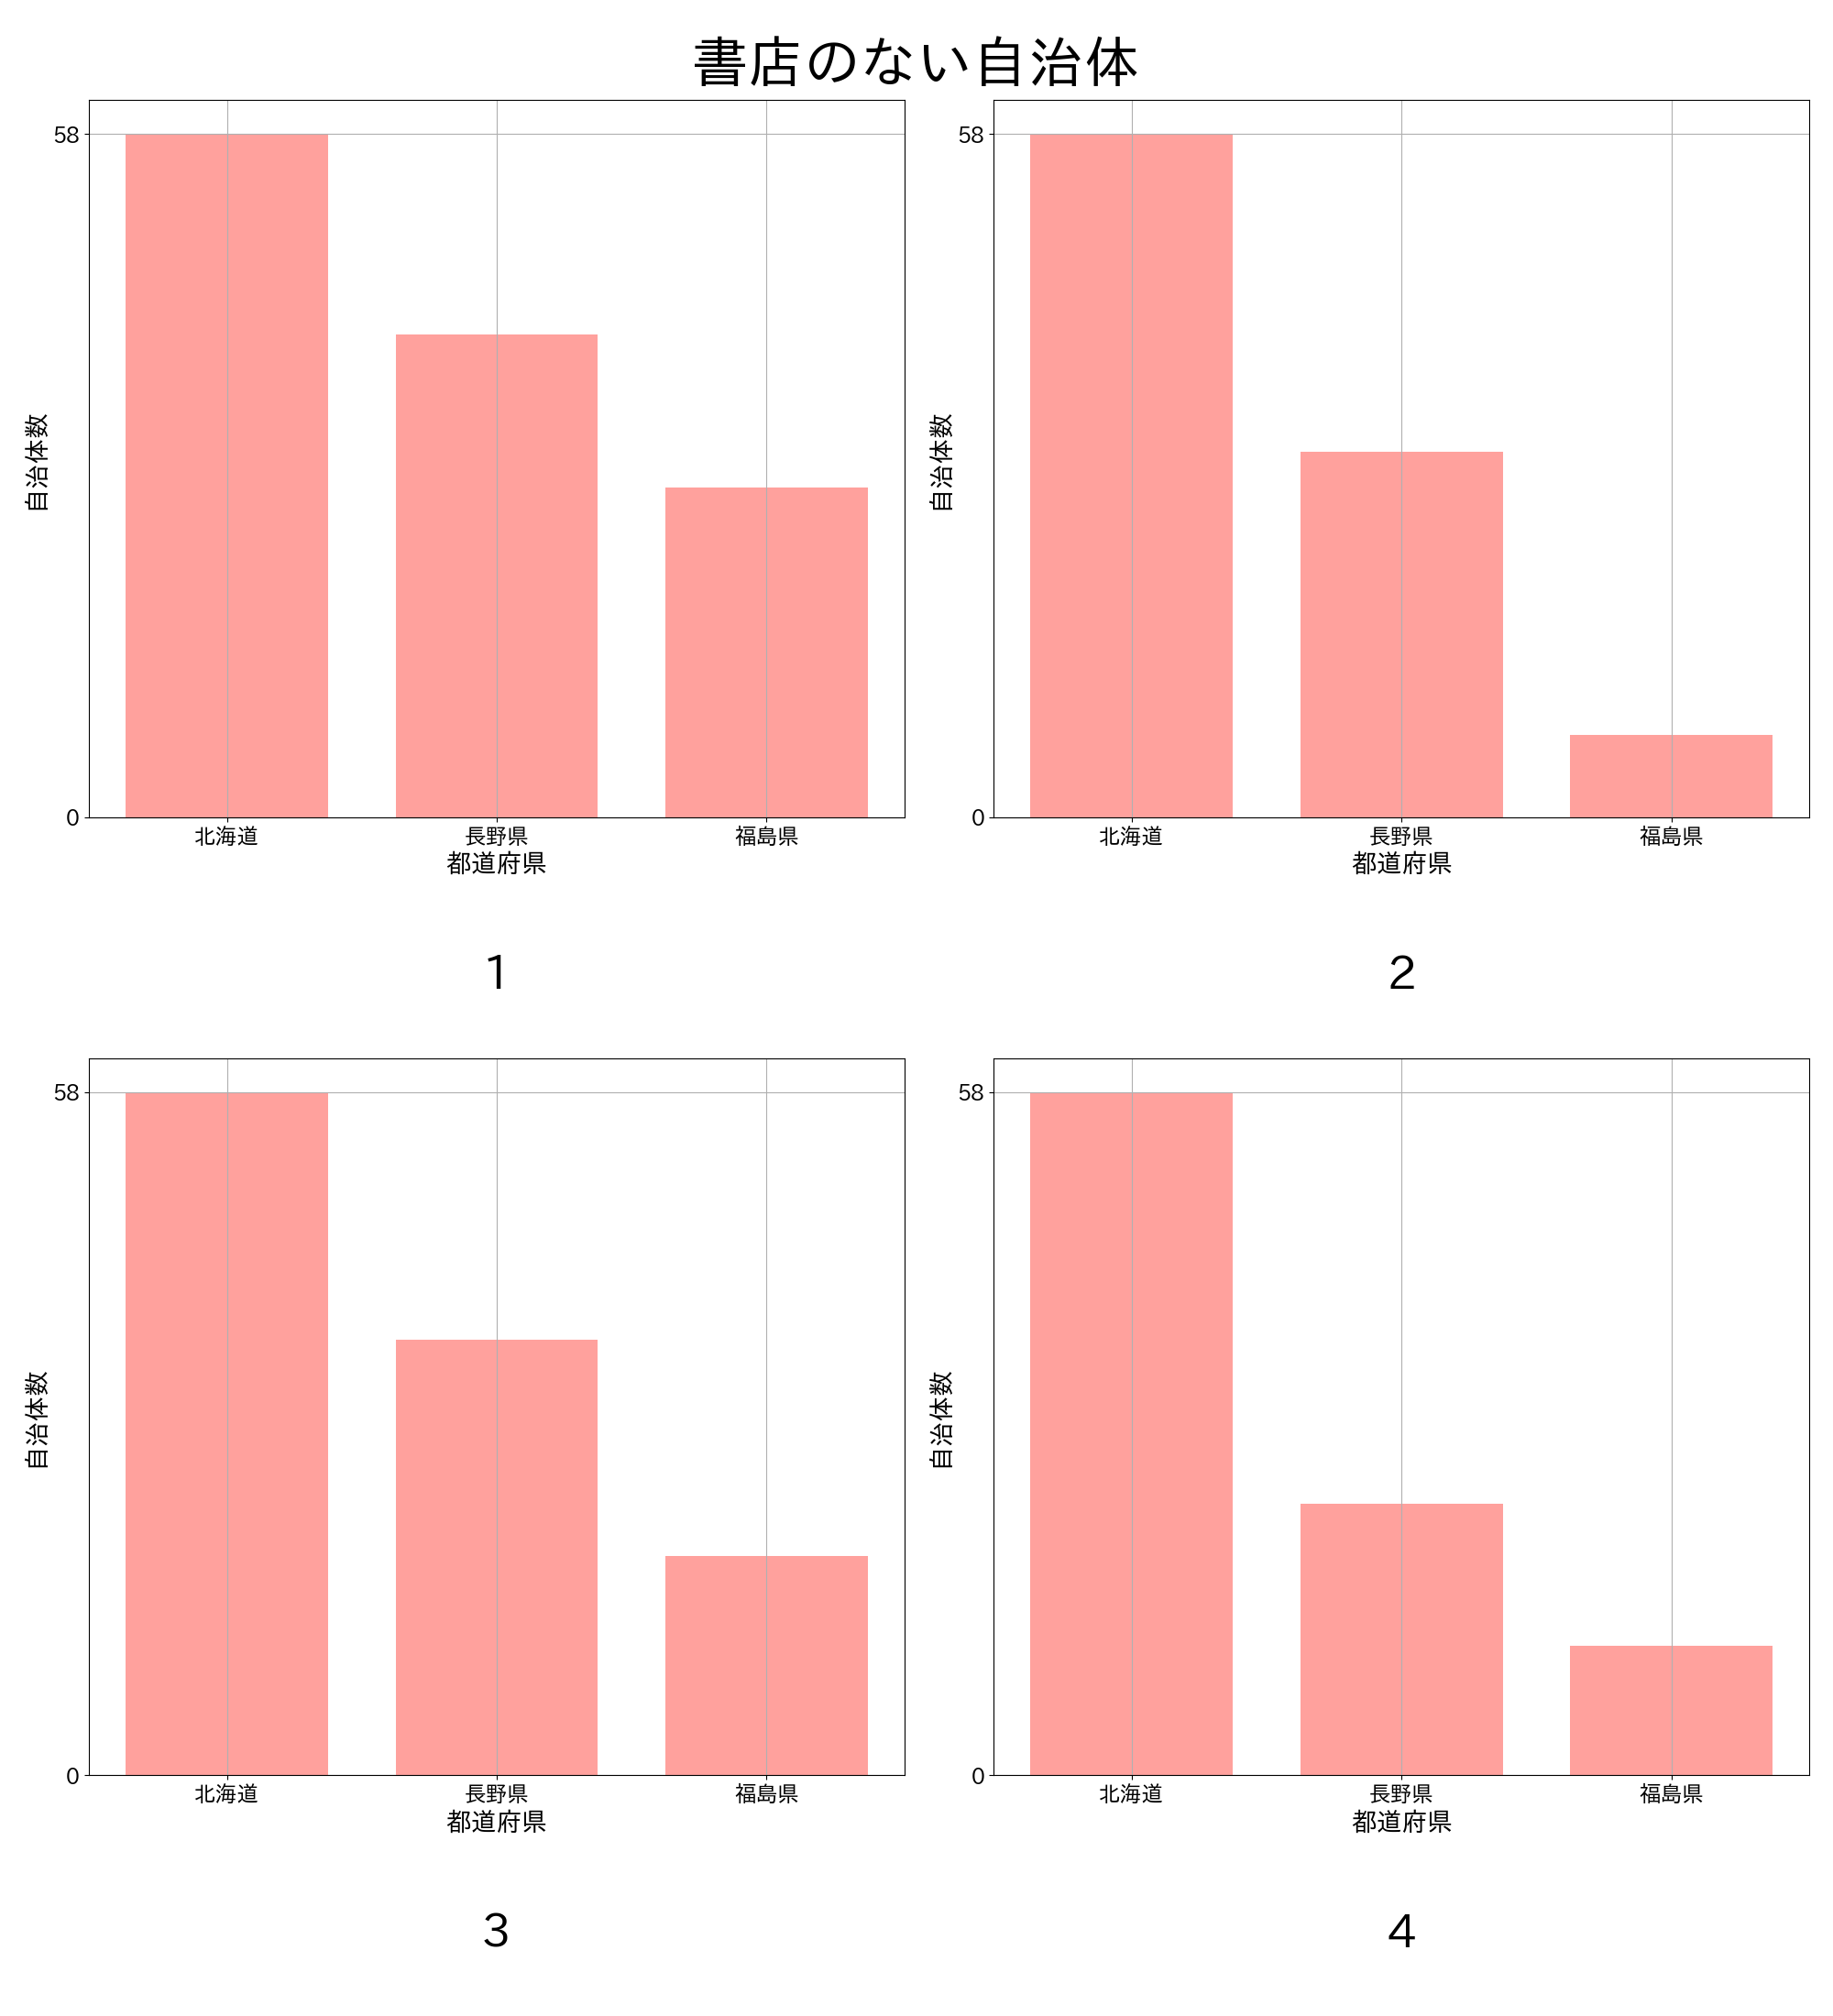 書店のない自治体
58
0
自治体数
北海道
長野県
福島県
都道府県
1
58
0
自治体数
北海道
長野県
福島県
都道府県
2
58
0
自治体数
北海道
長野県
福島県
都道府県
3
58
0
自治体数
北海道
長野県
福島県
都道府県
4